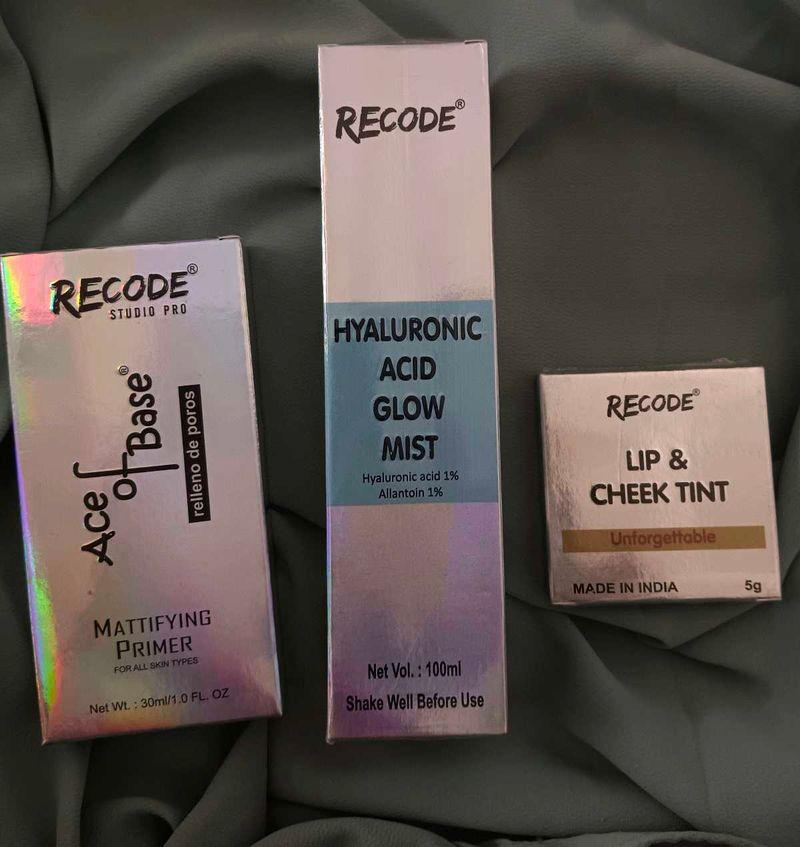 RECODE®
STUDIO PRO
Ace of Base®
relleno de poros
MATTIFYING
PRIMER
FOR ALL SKIN TYPES
Net Wt. : 30ml/1.0 FL. OZ
RECODE®
HYALURONIC
ACID
GLOW
MIST
Hyaluronic acid 1%
Allantoin 1%
Net Vol. : 100ml
Shake Well Before Use
RECODE®
LIP &
CHEEK TINT
Unforgettable
MADE IN INDIA 5g